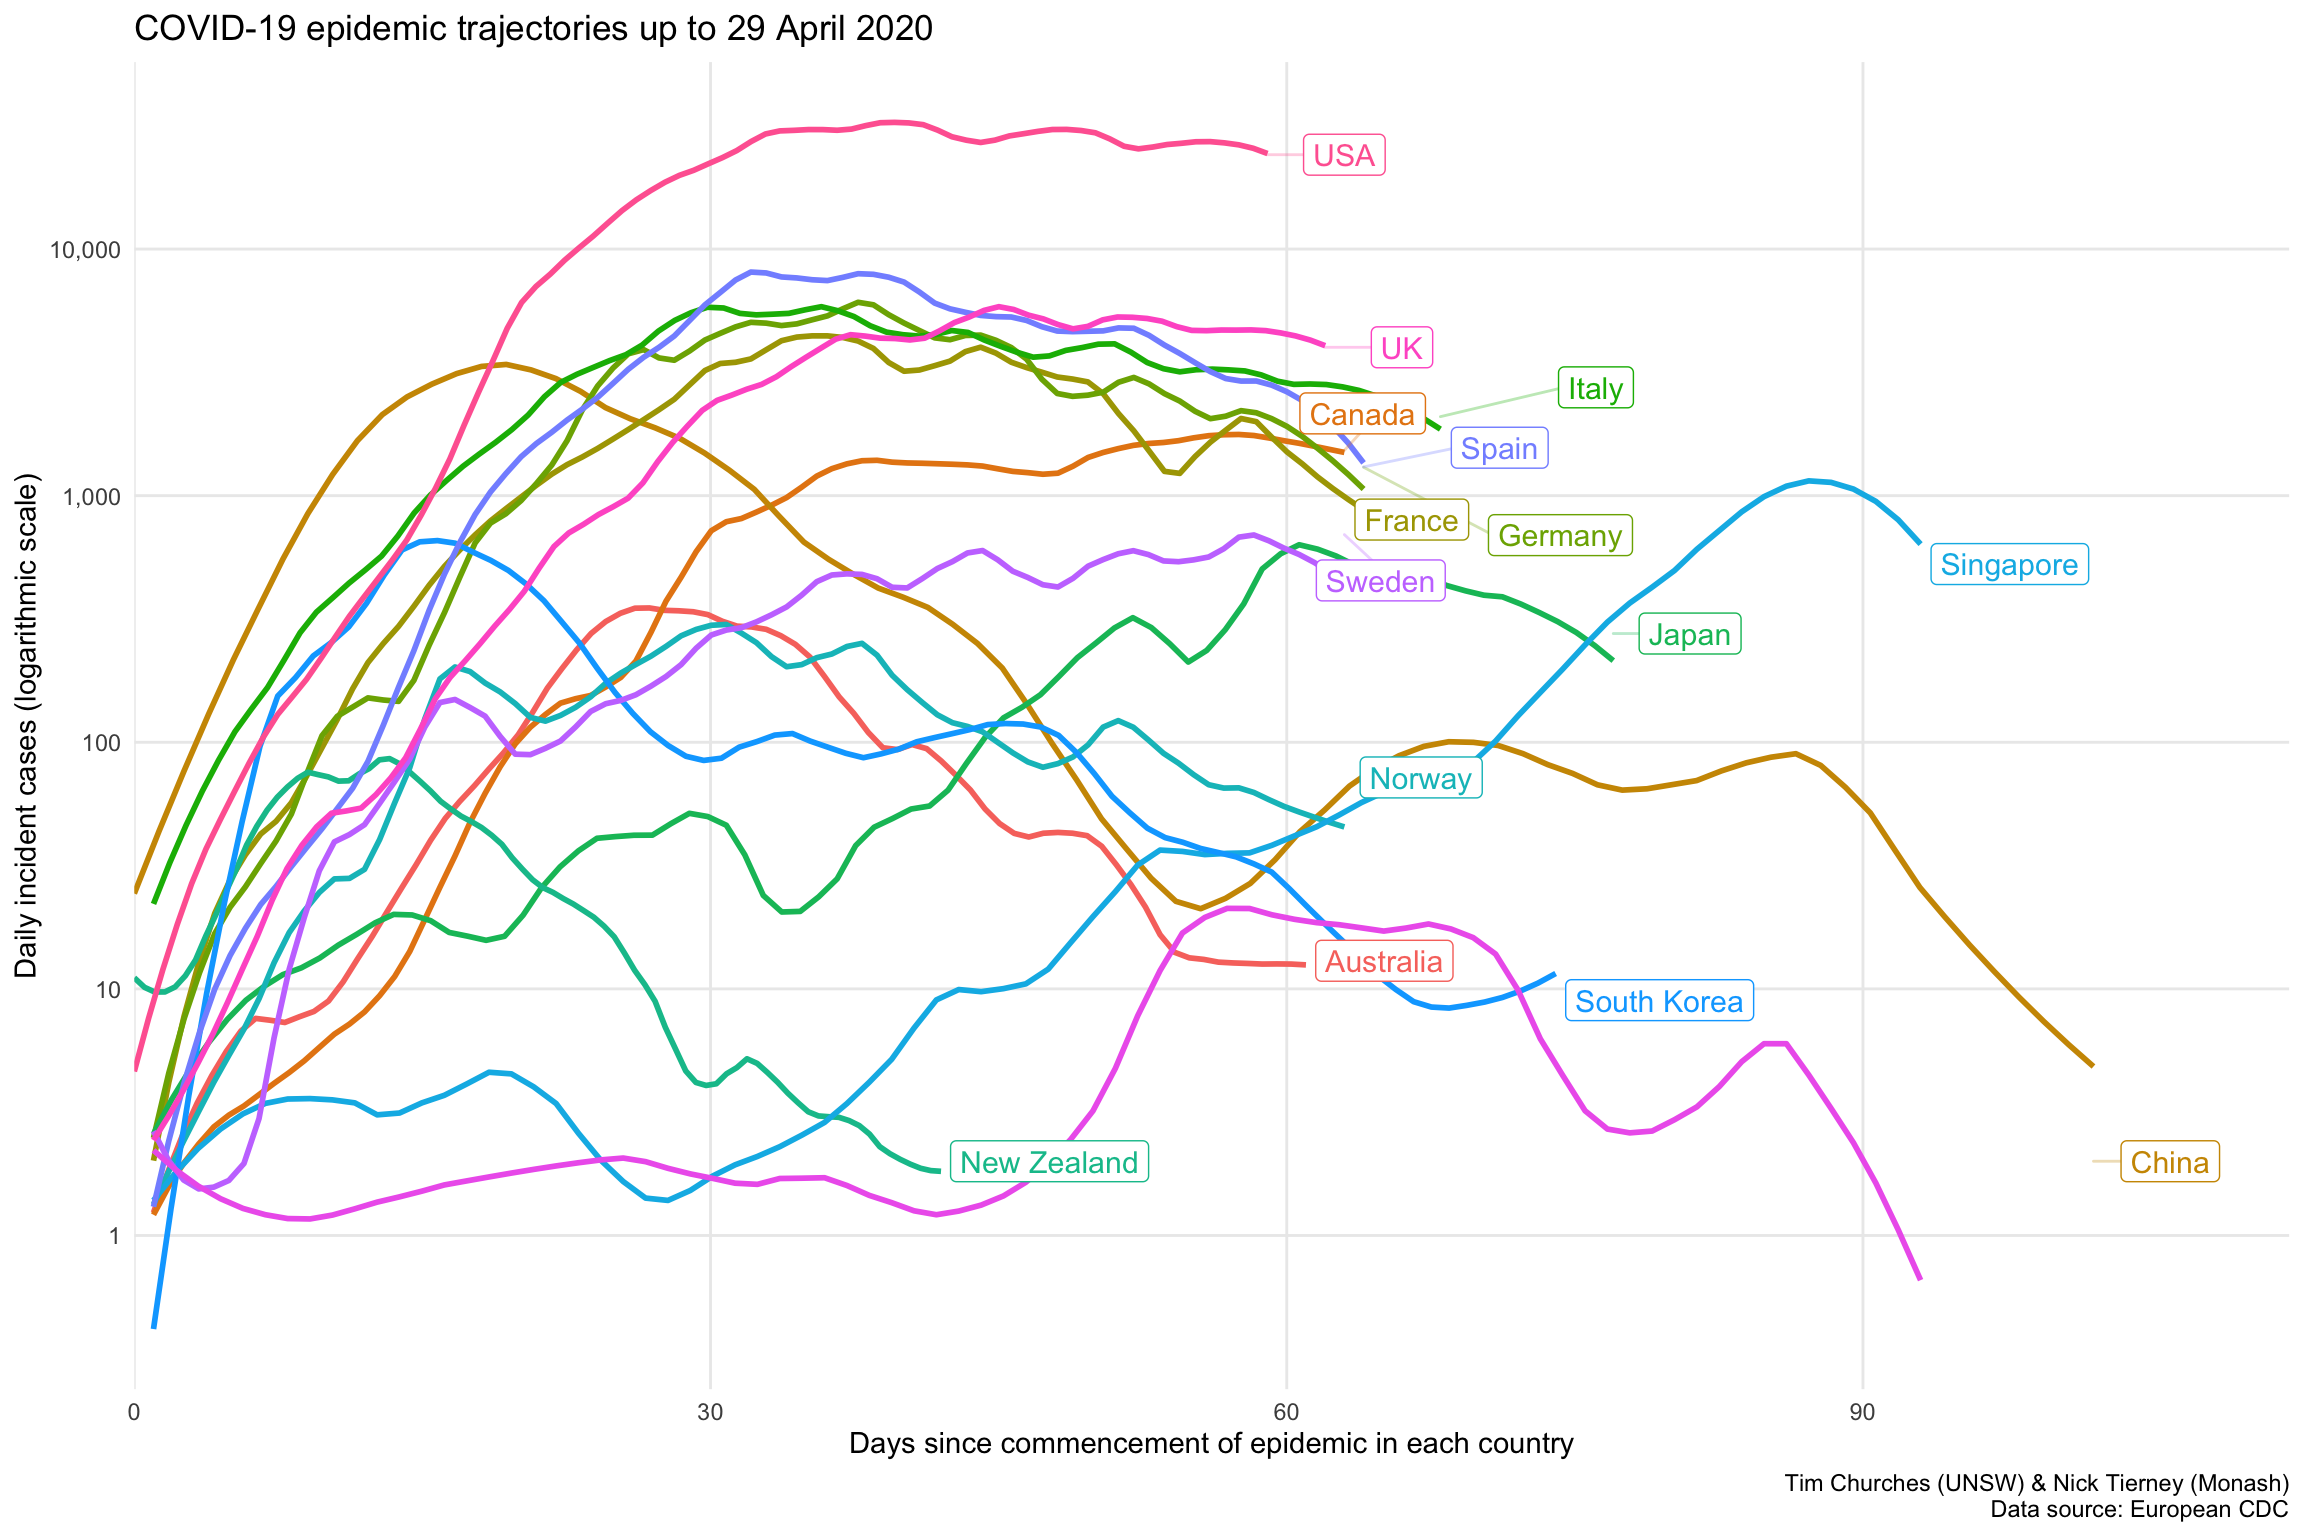 COVID-19 epidemic trajectories up to 29 April 2020
Daily incident cases (logarithmic scale)
10,000
1,000
100
10
1
USA
UK
Italy
Canada
Spain
France
Germany
Singapore
Sweden
Japan
Norway
Australia
South Korea
New Zealand
China
0
30
60
90
Days since commencement of epidemic in each country
Tim Churches (UNSW) & Nick Tierney (Monash)
Data source: European CDC